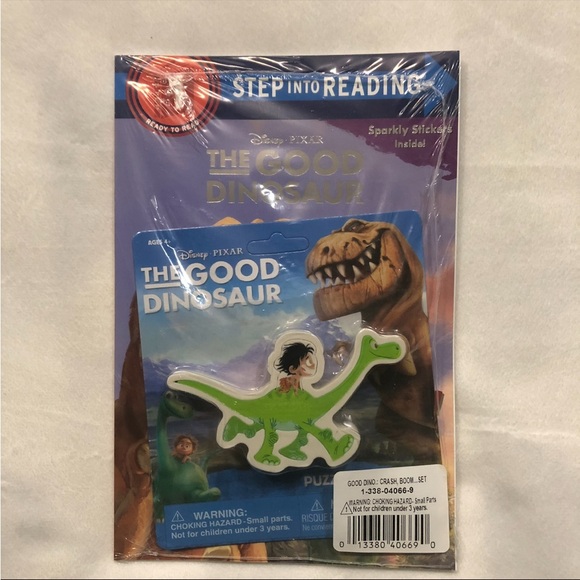 STEP INTO READING
READY TO READ
Sparkly Stickers
Inside!
Disney · PIXAR
THE GOOD
DINOSAUR
AGES 4+
Disney · PIXAR
THE GOOD
DINOSAUR
PUZZ
WARNING:
CHOKING HAZARD - Small parts.
Not for children under 3 years.
GOOD DINO.: CRASH, BOOM...SET
1-338-04066-9
WARNING: CHOKING HAZARD - Small Parts
Not for children under 3 years.
0 13380 40669 0